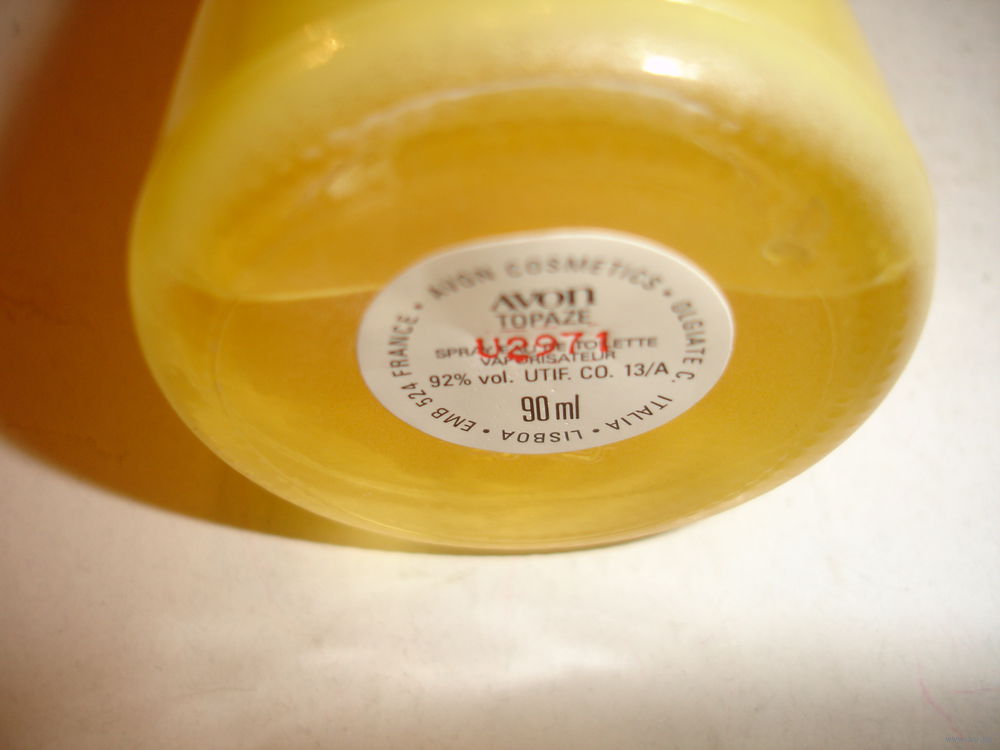 • AVON COSMETICS • OLGIATE C. ITALIA • LISBOA • EMB 524 FRANCE
AVON
TOPAZE
U2971
SPRAY EAU DE TOILETTE
VAPORISATEUR
92% vol. UTIF. CO. 13/A
90 ml